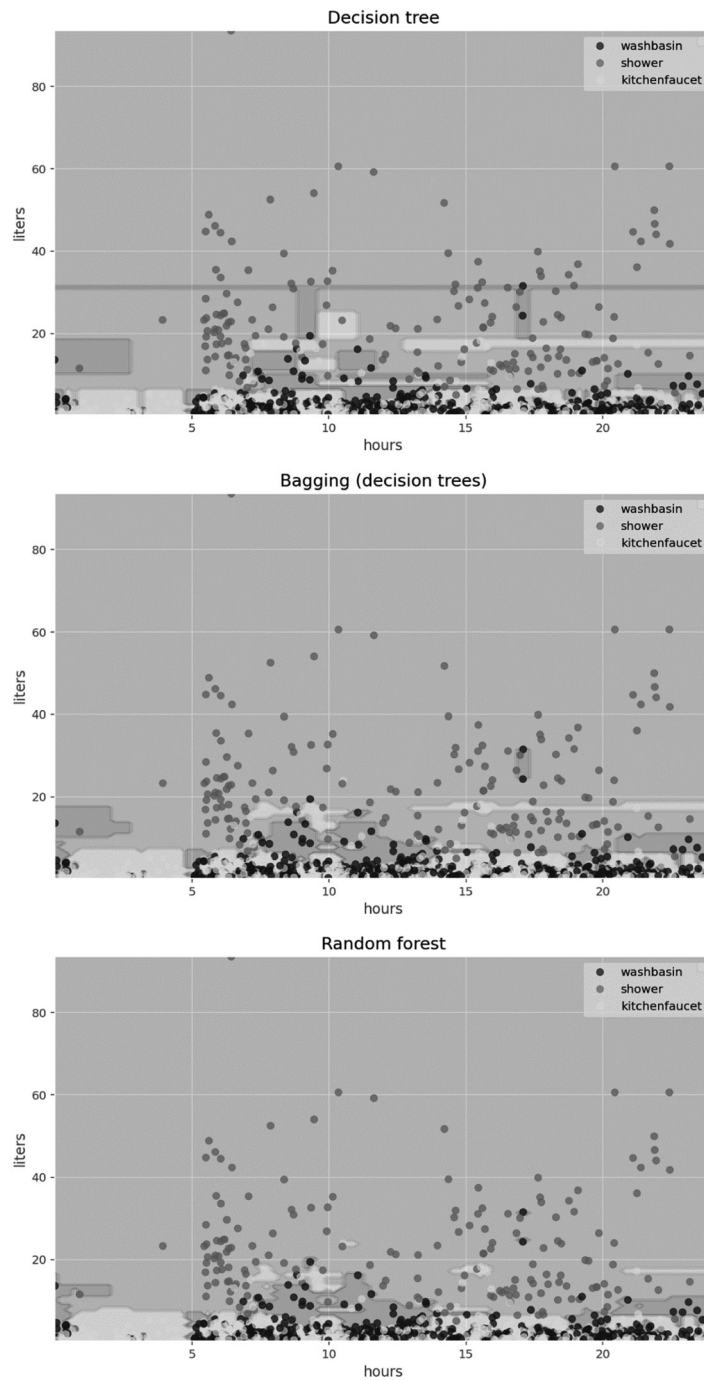 Decision tree
washbasin
shower
kitchenfaucet
80
60
40
20
liters
5
10
15
20
hours
Bagging (decision trees)
washbasin
shower
kitchenfaucet
80
60
40
20
liters
5
10
15
20
hours
Random forest
washbasin
shower
kitchenfaucet
80
60
40
20
liters
5
10
15
20
hours